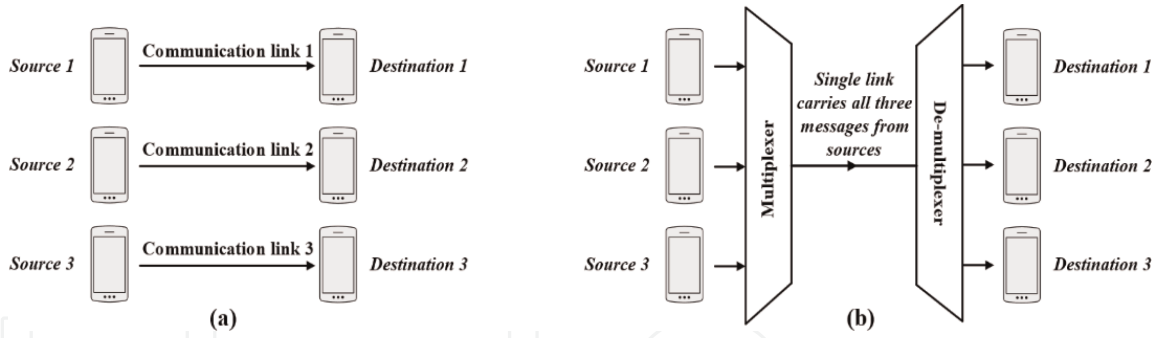 Source 1
Communication link 1
Destination 1
Source 2
Communication link 2
Destination 2
Source 3
Communication link 3
Destination 3
(a)
Source 1
Source 2
Source 3
Multiplexer
Single link
carries all three
messages from
sources
De-multiplexer
Destination 1
Destination 2
Destination 3
(b)